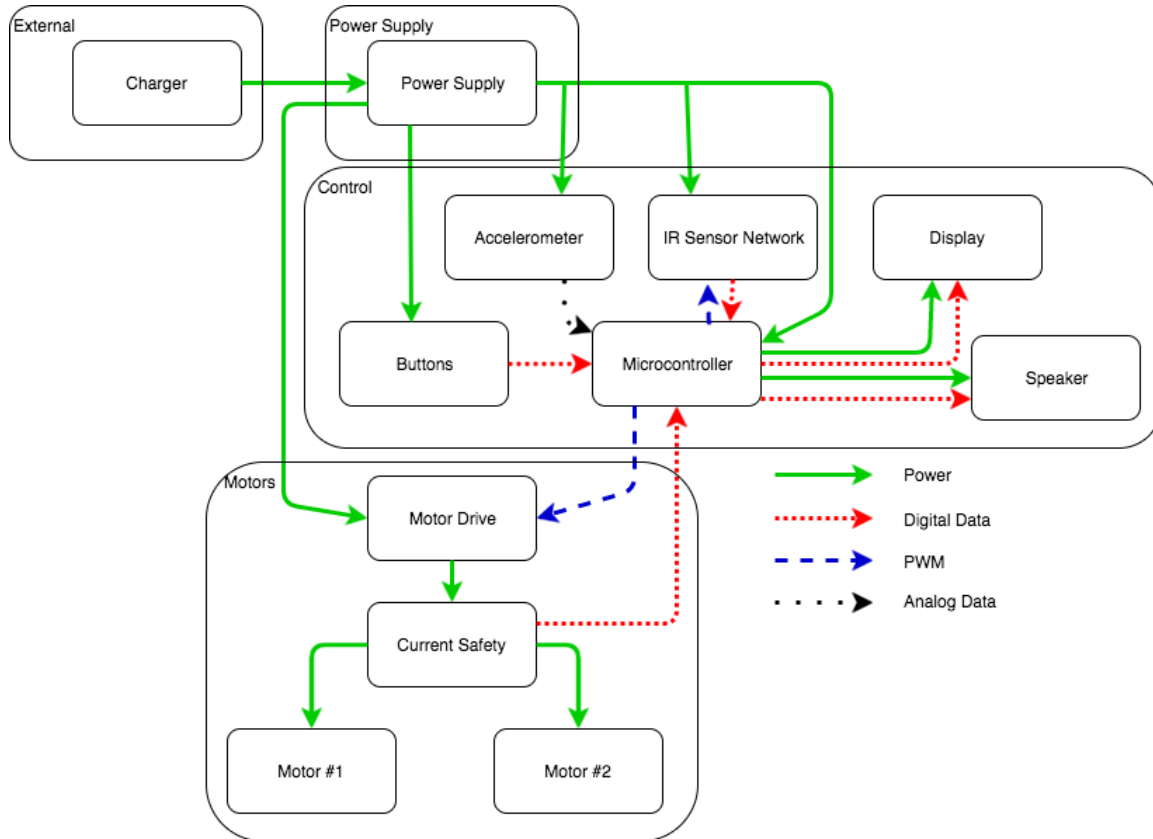 External
Charger
Power Supply
Power Supply
Control
Accelerometer
IR Sensor Network
Display
Buttons
Microcontroller
Speaker
Motors
Motor Drive
Current Safety
Motor #1
Motor #2
Power
Digital Data
PWM
Analog Data